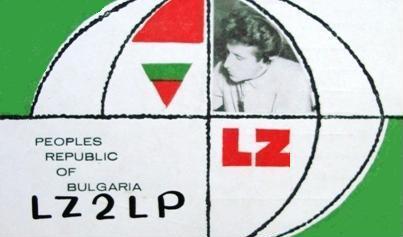 LZ
PEOPLES
REPUBLIC
OF
BULGARIA
LZ2LP